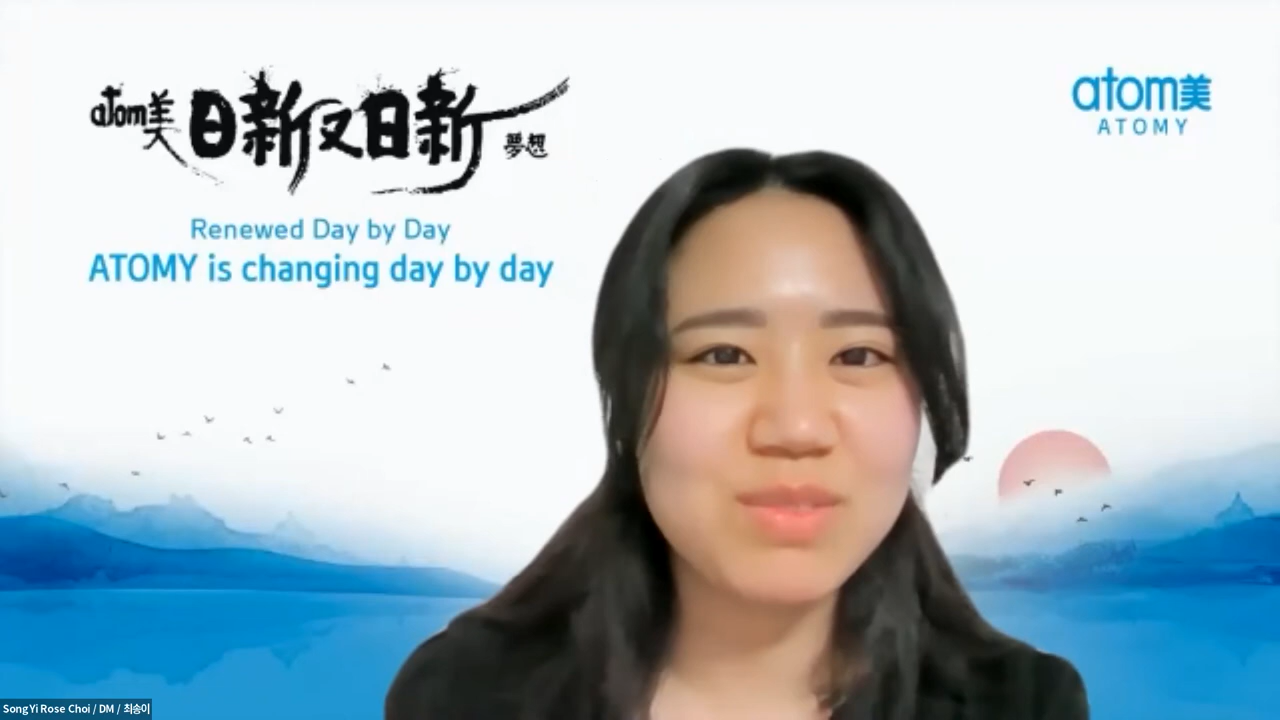 atom美 日新又日新 夢想
Renewed Day by Day
ATOMY is changing day by day
atom美
ATOMY
SongYi Rose Choi / DM / 최송이